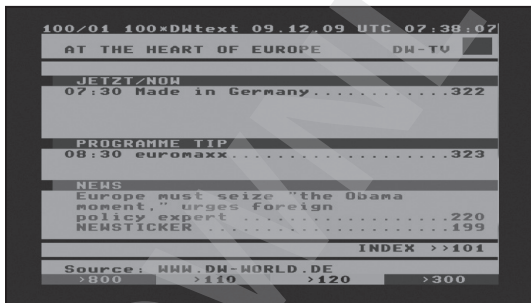 100/01 100×DWtext 09.12.09 UTC 07:38:07
AT THE HEART OF EUROPE DW-TV
JETZT/NOW
07:30 Made in Germany............322
PROGRAMME TIP
08:30 euromaxx...................323
NEWS
Europe must seize "the Obama
moment," urges foreign
policy expert ...................220
NEWSTICKER ......................199
INDEX >>101
Source: WWW.DW-WORLD.DE
>800 >110 >120 >300